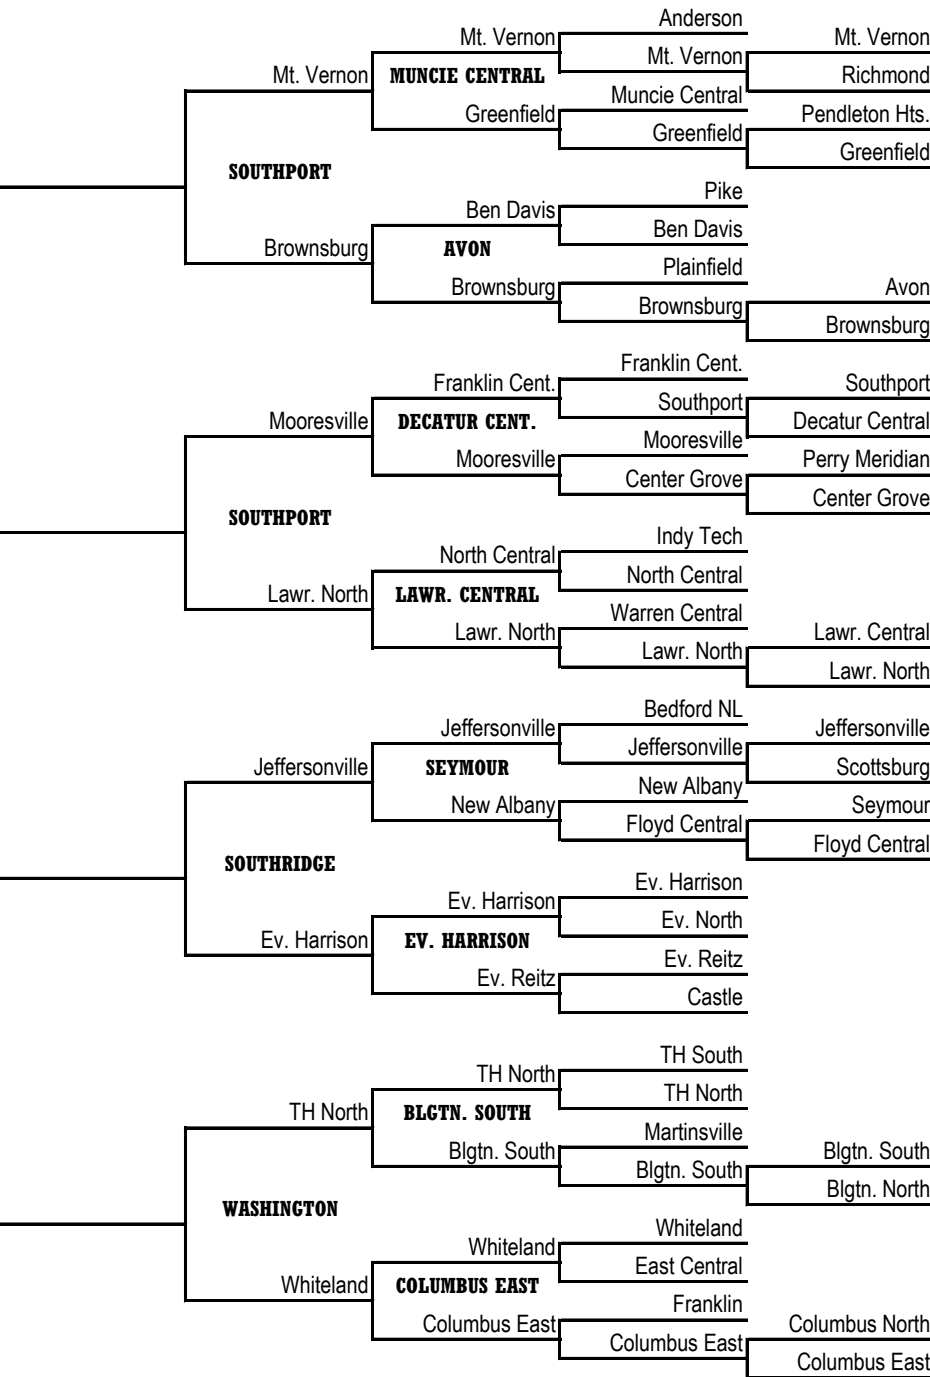 Anderson
Mt. Vernon Mt. Vernon
Mt. Vernon
Mt. Vernon MUNCIE CENTRAL Richmond
Muncie Central
Greenfield Pendleton Hts.
Greenfield
Greenfield
SOUTHPORT
Pike
Ben Davis
Ben Davis
Brownsburg AVON
Plainfield
Brownsburg Avon
Brownsburg
Brownsburg
Franklin Cent.
Franklin Cent. Southport
Southport
Mooresville DECATUR CENT. Decatur Central
Mooresville
Mooresville Perry Meridian
Center Grove
Center Grove
SOUTHPORT
Indy Tech
North Central
North Central
Lawr. North LAWR. CENTRAL
Warren Central
Lawr. North Lawr. Central
Lawr. North
Lawr. North
Bedford NL
Jeffersonville Jeffersonville
Jeffersonville
Jeffersonville SEYMOUR Scottsburg
New Albany
New Albany Seymour
Floyd Central
Floyd Central
SOUTHRIDGE
Ev. Harrison
Ev. Harrison
Ev. North
Ev. Harrison EV. HARRISON
Ev. Reitz
Ev. Reitz
Castle
TH South
TH North
TH North
TH North BLGTN. SOUTH
Martinsville
Blgtn. South Blgtn. South
Blgtn. South
Blgtn. North
WASHINGTON
Whiteland
Whiteland
East Central
Whiteland COLUMBUS EAST
Franklin
Columbus East Columbus North
Columbus East
Columbus East